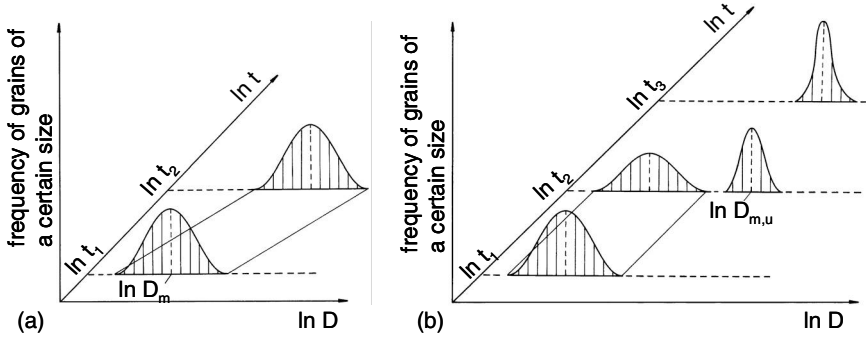 frequency of grains of
a certain size
ln t
ln t₂
ln t₁
ln Dₘ
(a)
ln D
frequency of grains of
a certain size
ln t
ln t₃
ln t₂
ln t₁
ln Dₘ,ᵤ
(b)
ln D